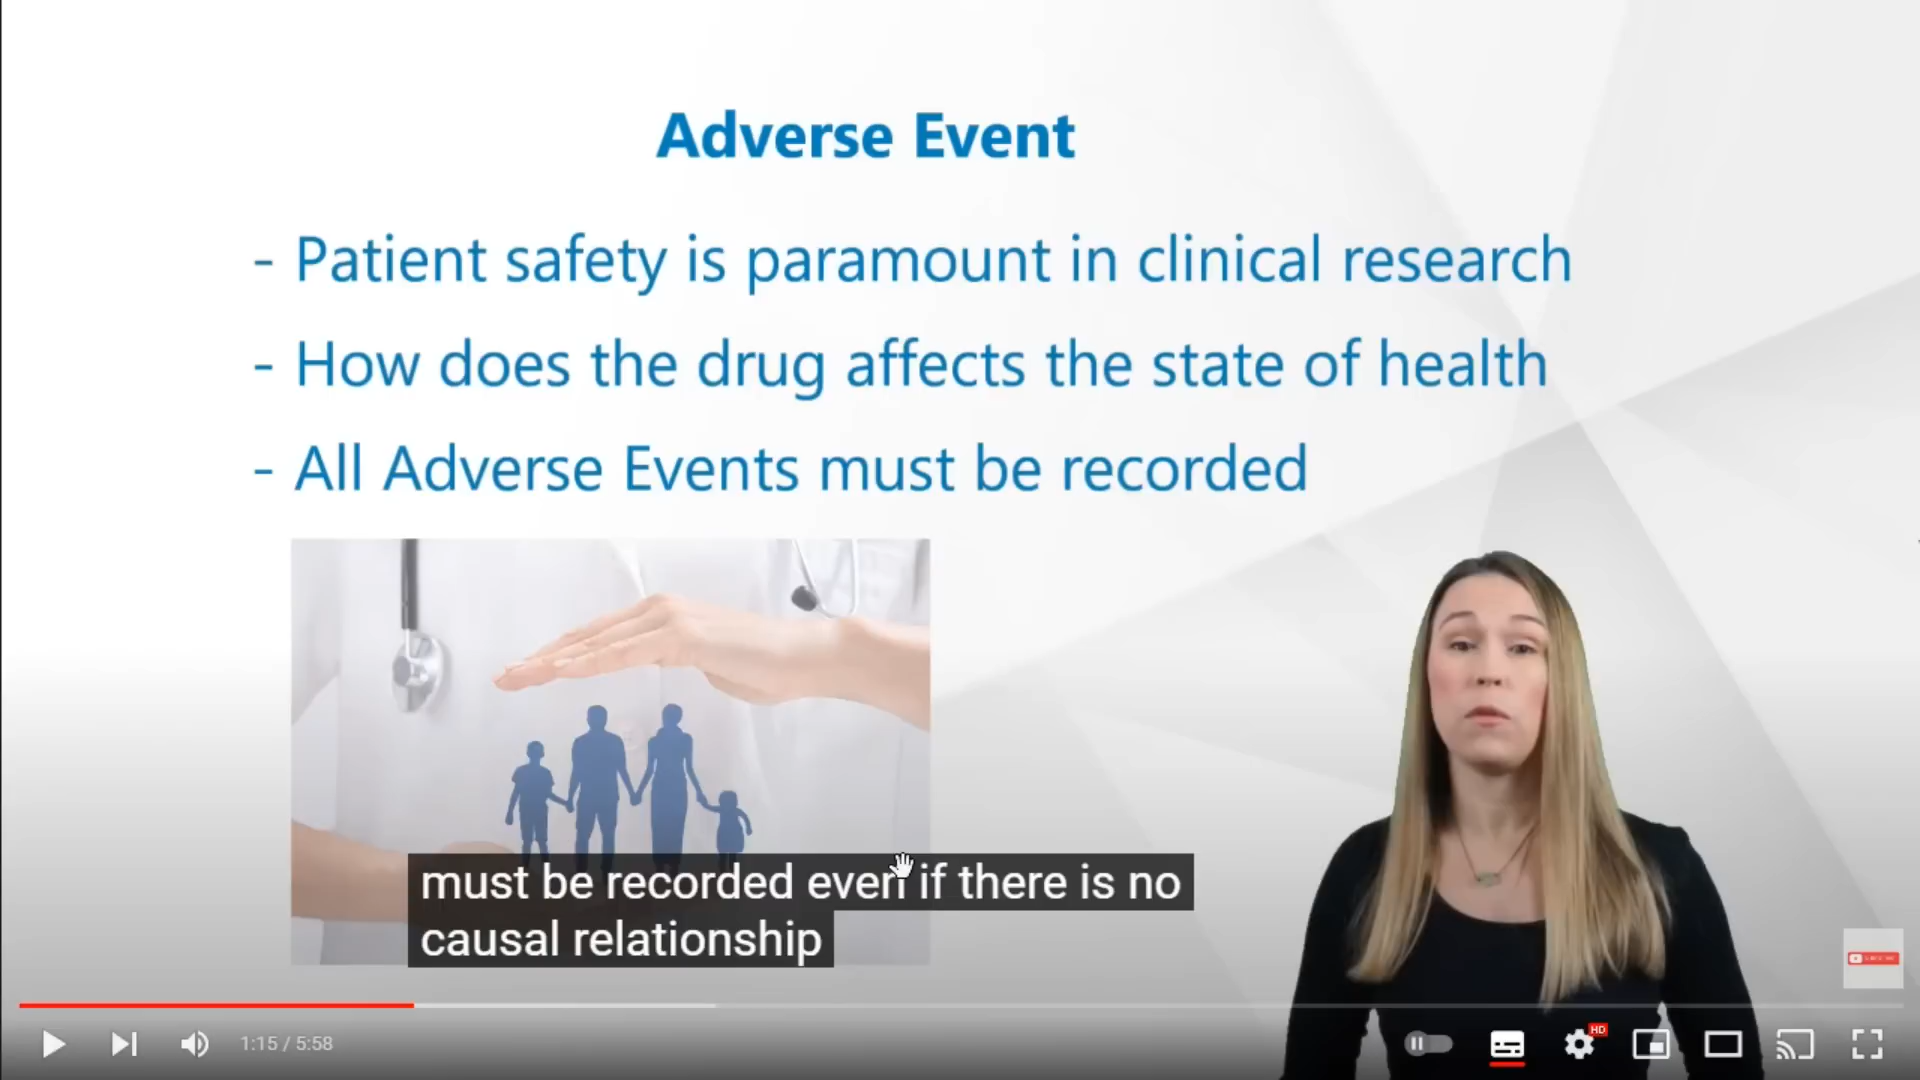 Adverse Event
- Patient safety is paramount in clinical research
- How does the drug affects the state of health
- All Adverse Events must be recorded
must be recorded even if there is no
causal relationship
1:15 / 5:58
HD